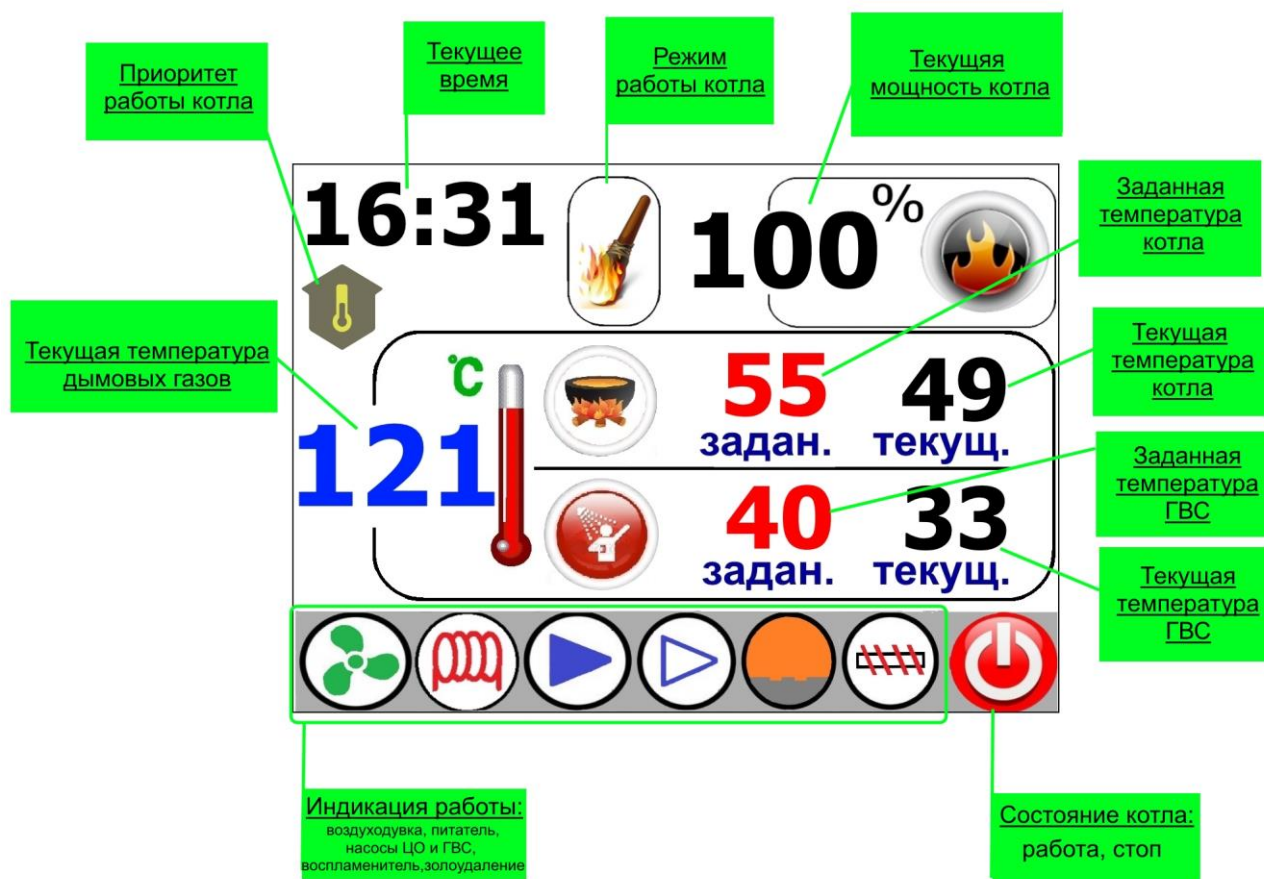 Приоритет
работы котла
Текущее
время
Режим
работы котла
Текущяя
мощность котла
16:31
100 %
Заданная
температура
котла
Текущая температура
дымовых газов
°C
121
55
задан.
49
текущ.
Текущая
температура
котла
40
задан.
33
текущ.
Заданная
температура
ГВС
Текущая
температура
ГВС
Индикация работы:
воздуходувка, питатель,
насосы ЦО и ГВС,
воспламенитель,золоудаление
Состояние котла:
работа, стоп